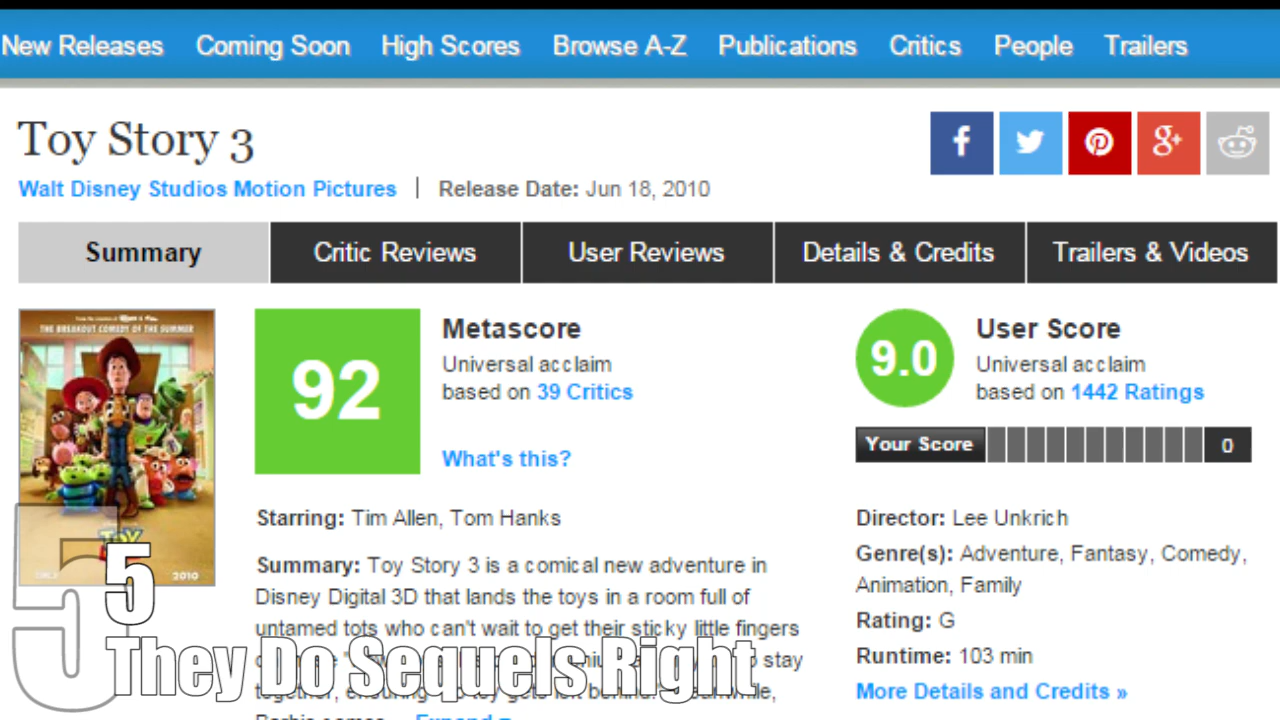 New Releases Coming Soon High Scores Browse A-Z Publications Critics People Trailers
Toy Story 3
Walt Disney Studios Motion Pictures | Release Date: Jun 18, 2010
Summary Critic Reviews User Reviews Details & Credits Trailers & Videos
THE BREAKOUT COMEDY OF THE SUMMER
TOY
2010
92
Metascore
Universal acclaim
based on 39 Critics
What's this?
9.0
User Score
Universal acclaim
based on 1442 Ratings
Your Score 0
Starring: Tim Allen, Tom Hanks
Summary: Toy Story 3 is a comical new adventure in
Disney Digital 3D that lands the toys in a room full of
untamed tots who can't wait to get their sticky little fingers
stay
Expand
Director: Lee Unkrich
Genre(s): Adventure, Fantasy, Comedy,
Animation, Family
Rating: G
Runtime: 103 min
More Details and Credits »
5
5
They Do Sequels Right